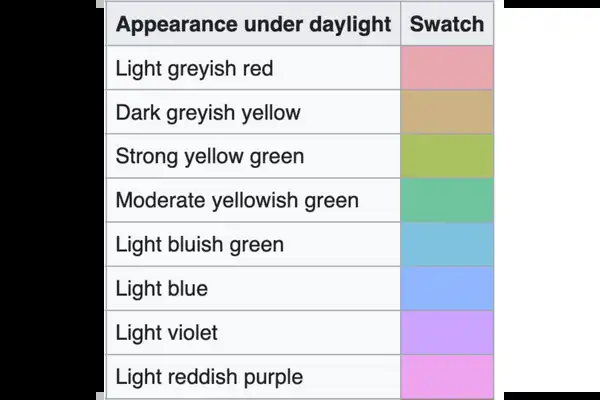 Appearance under daylight Swatch
Light greyish red
Dark greyish yellow
Strong yellow green
Moderate yellowish green
Light bluish green
Light blue
Light violet
Light reddish purple